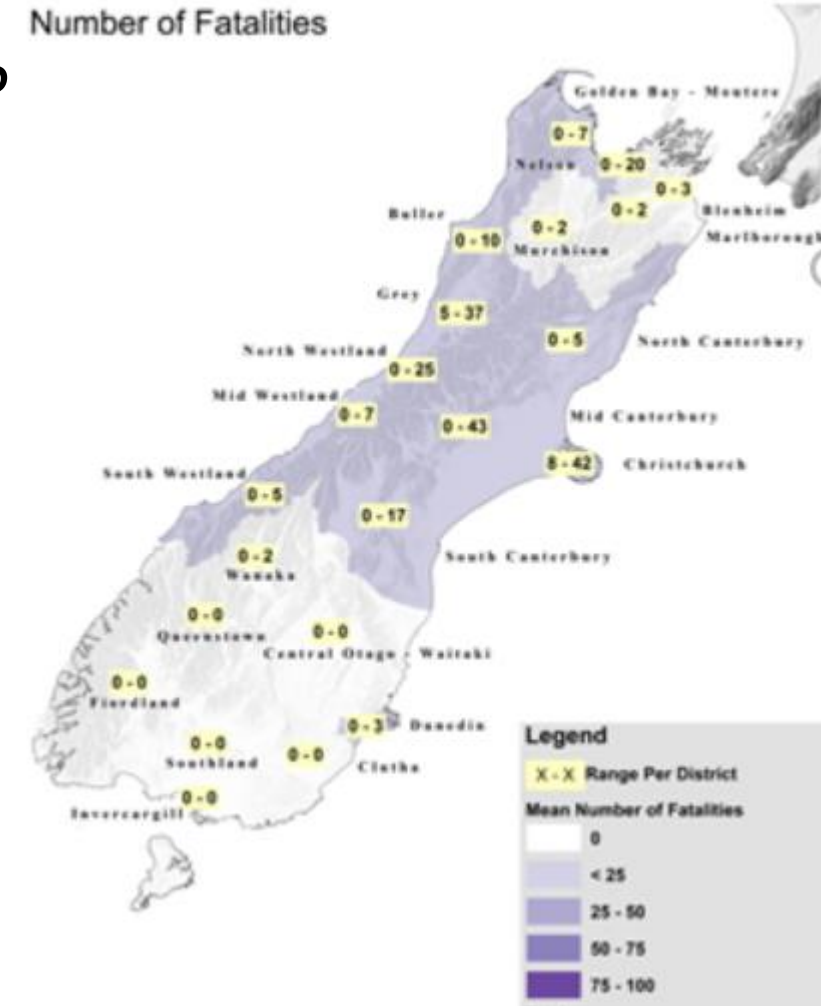 Number of Fatalities
Golden Bay - Moutere
0 - 7
Nelson
0 - 20
0 - 3
0 - 2
Blenheim
Buller
0 - 2
Marlborough
0 - 10
Murchison
Grey
5 - 37
0 - 5
North Canterbury
North Westland
0 - 25
Mid Westland
0 - 7
0 - 43
Mid Canterbury
8 - 42
Christchurch
South Westland
0 - 5
0 - 17
0 - 2
South Canterbury
Wanaka
0 - 0
Queenstown
0 - 0
Central Otago - Waitaki
0 - 0
Fiordland
0 - 3
Dunedin
0 - 0
Southland
0 - 0
Clutha
0 - 0
Invercargill
Legend
X - X Range Per District
Mean Number of Fatalities
0
< 25
25 - 50
50 - 75
75 - 100